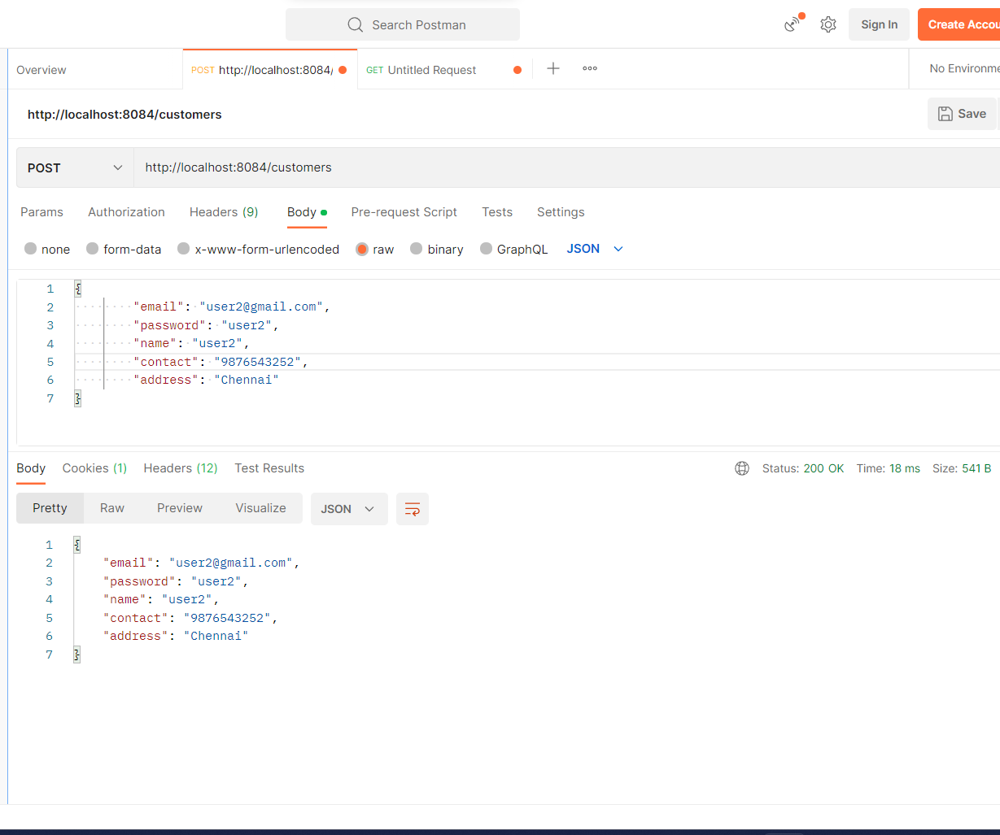 Search Postman
Sign In
Create Accou
Overview
POST http://localhost:8084/
GET Untitled Request
No Environme
http://localhost:8084/customers
Save
POST
http://localhost:8084/customers
Params Authorization Headers (9) Body Pre-request Script Tests Settings
none form-data x-www-form-urlencoded raw binary GraphQL JSON
1 {
2 "email": "user2@gmail.com",
3 "password": "user2",
4 "name": "user2",
5 "contact": "9876543252",
6 "address": "Chennai"
7 }
Body Cookies (1) Headers (12) Test Results Status: 200 OK Time: 18 ms Size: 541 B
Pretty Raw Preview Visualize JSON
1 {
2 "email": "user2@gmail.com",
3 "password": "user2",
4 "name": "user2",
5 "contact": "9876543252",
6 "address": "Chennai"
7 }